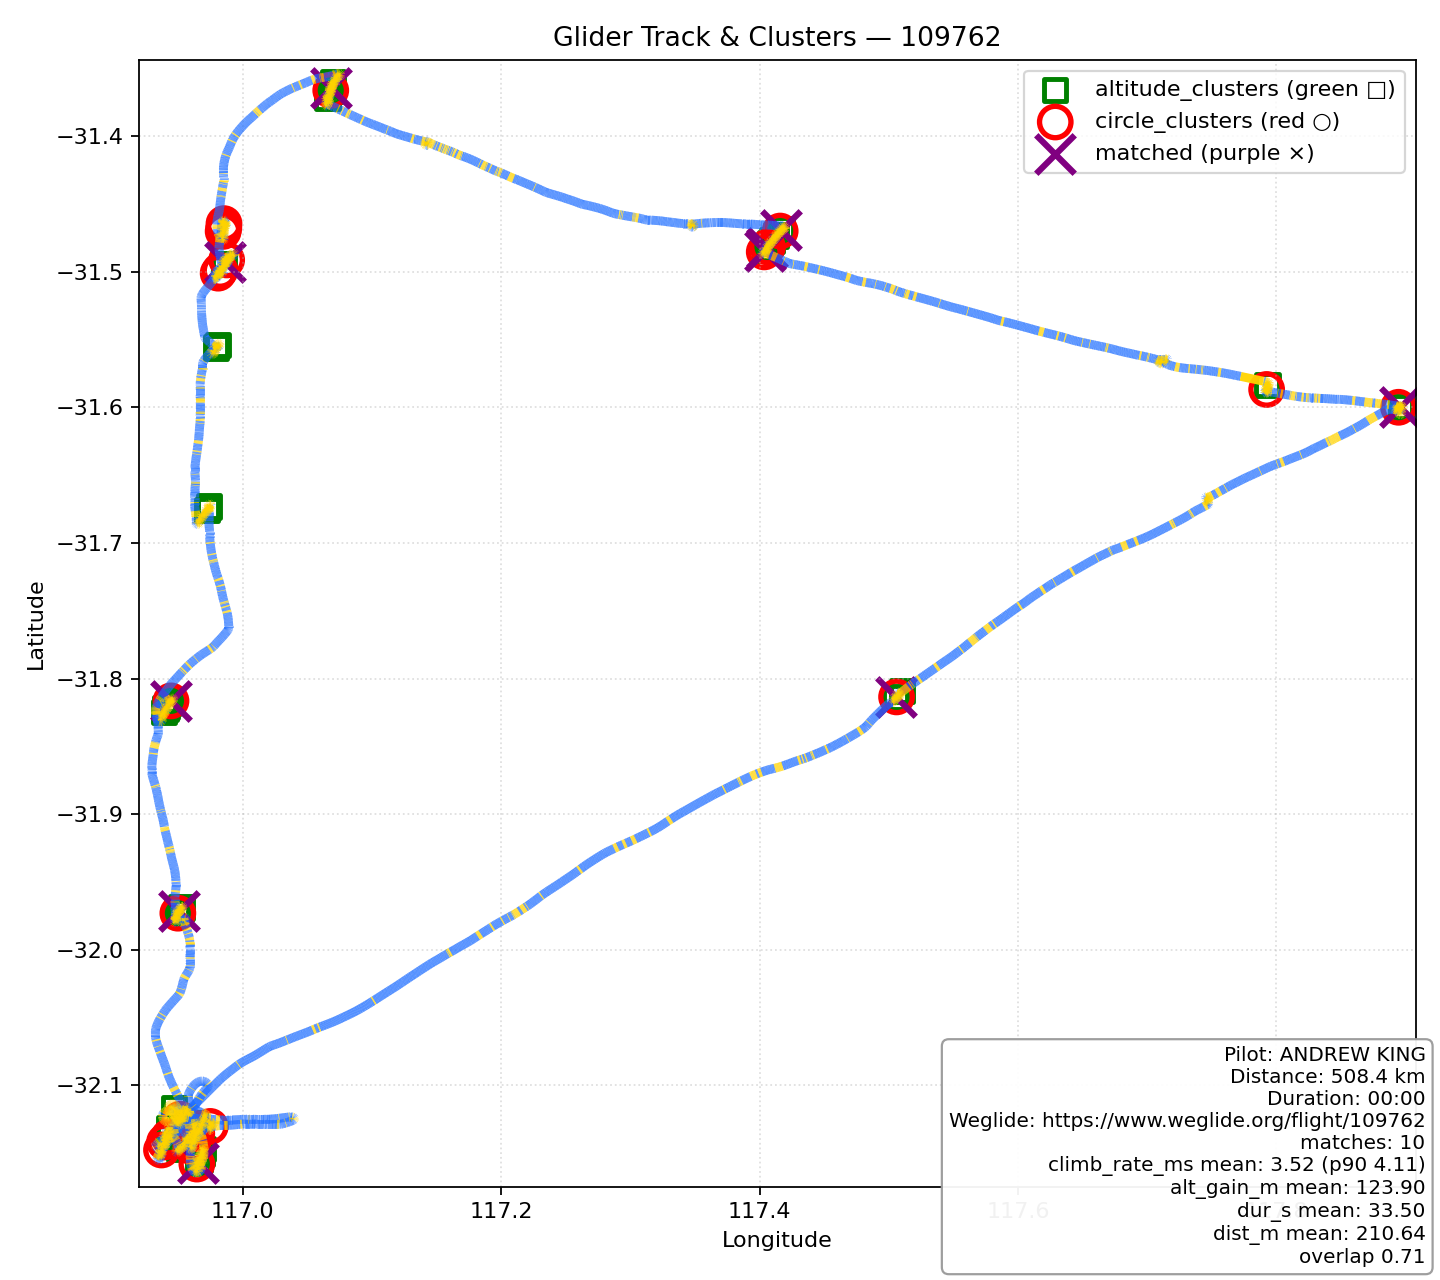 Glider Track & Clusters — 109762
altitude_clusters (green □)
circle_clusters (red ○)
matched (purple ×)
−31.4
−31.5
−31.6
−31.7
−31.8
−31.9
−32.0
−32.1
Latitude
117.0
117.2
117.4
117.6
Longitude
Pilot: ANDREW KING
Distance: 508.4 km
Duration: 00:00
Weglide: https://www.weglide.org/flight/109762
matches: 10
climb_rate_ms mean: 3.52 (p90 4.11)
alt_gain_m mean: 123.90
dur_s mean: 33.50
dist_m mean: 210.64
overlap 0.71